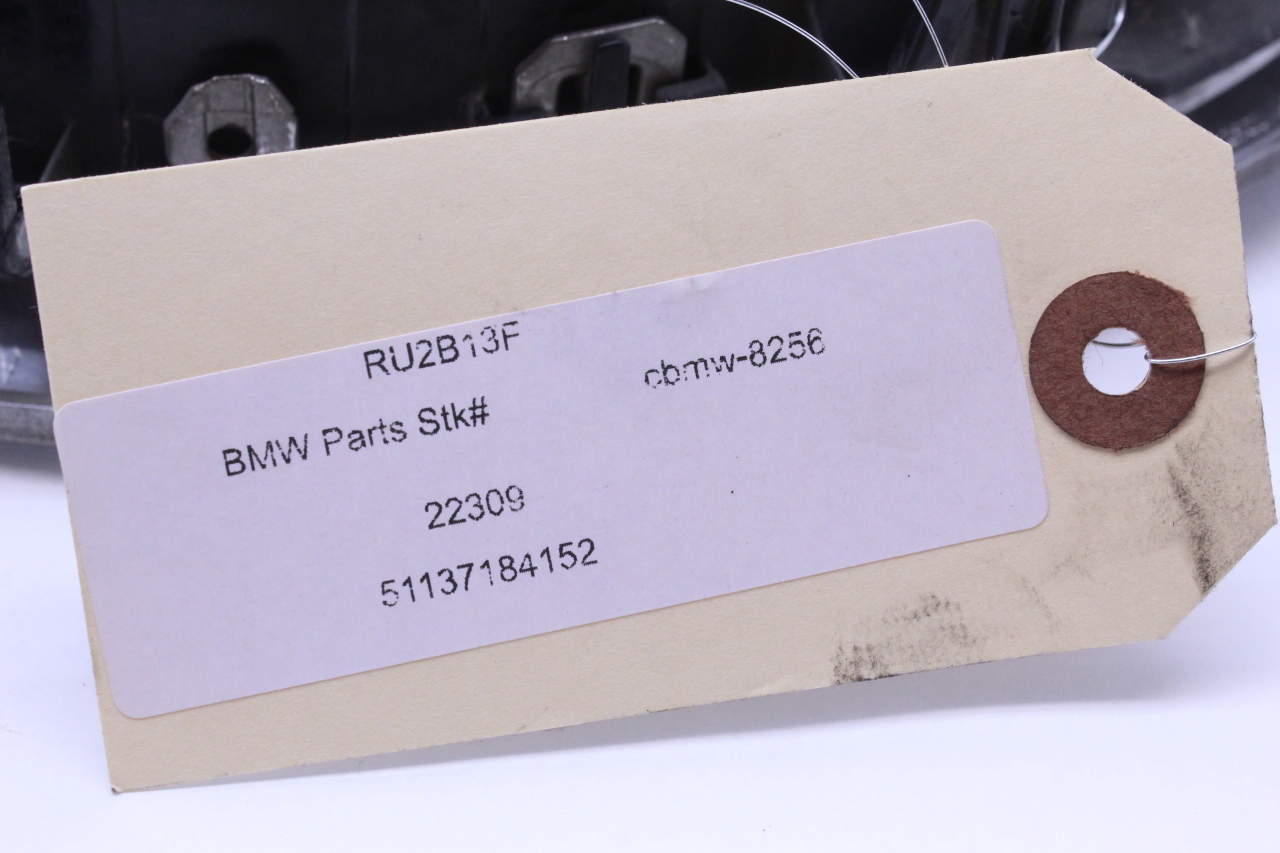 RU2B13F
cbmw-8256
BMW Parts Stk#
22309
51137184152